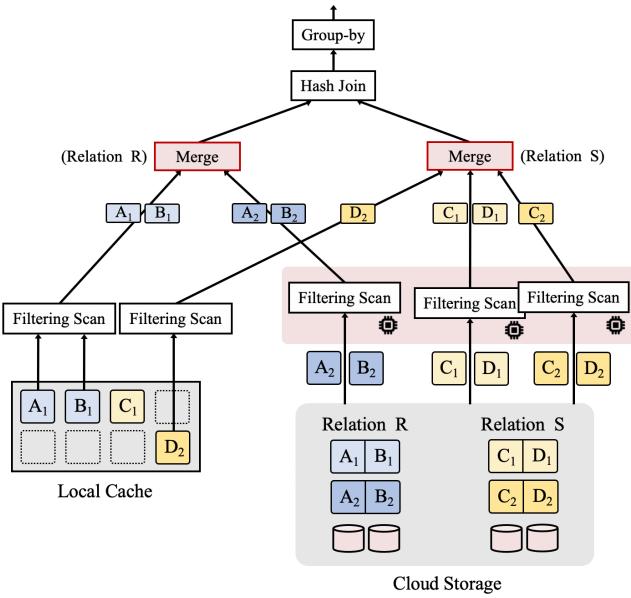 Group-by
Hash Join
(Relation R)
Merge
Merge
(Relation S)
A1
B1
A2
B2
D2
C1
D1
C2
Filtering Scan
Filtering Scan
Filtering Scan
Filtering Scan
Filtering Scan
A2
B2
C1
D1
C2
D2
A1
B1
C1
D2
Local Cache
Relation R
Relation S
A1
B1
C1
D1
A2
B2
C2
D2
Cloud Storage